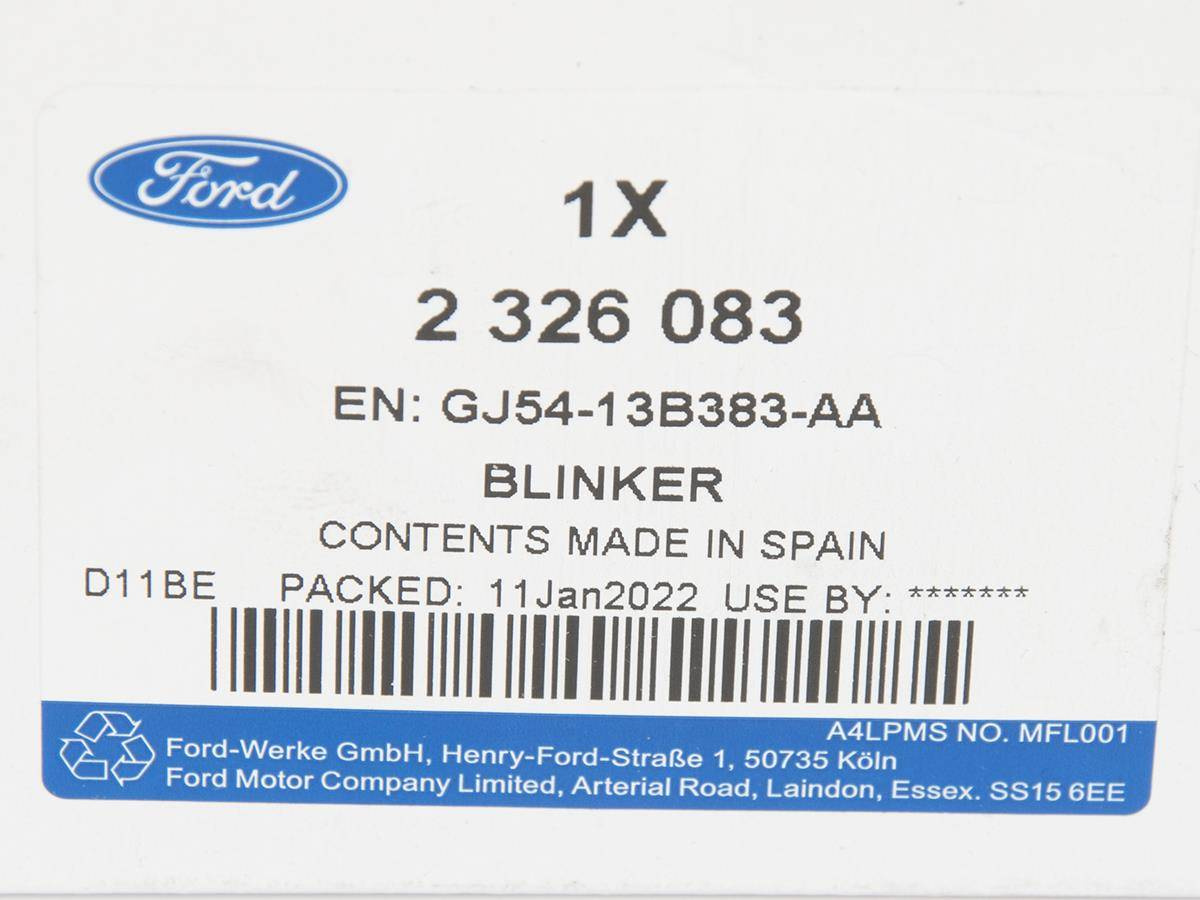 Ford
1X
2 326 083
EN: GJ54-13B383-AA
BLINKER
CONTENTS MADE IN SPAIN
D11BE PACKED: 11Jan2022 USE BY: *******
A4LPMS NO. MFL001
Ford-Werke GmbH, Henry-Ford-Straße 1, 50735 Köln
Ford Motor Company Limited, Arterial Road, Laindon, Essex. SS15 6EE